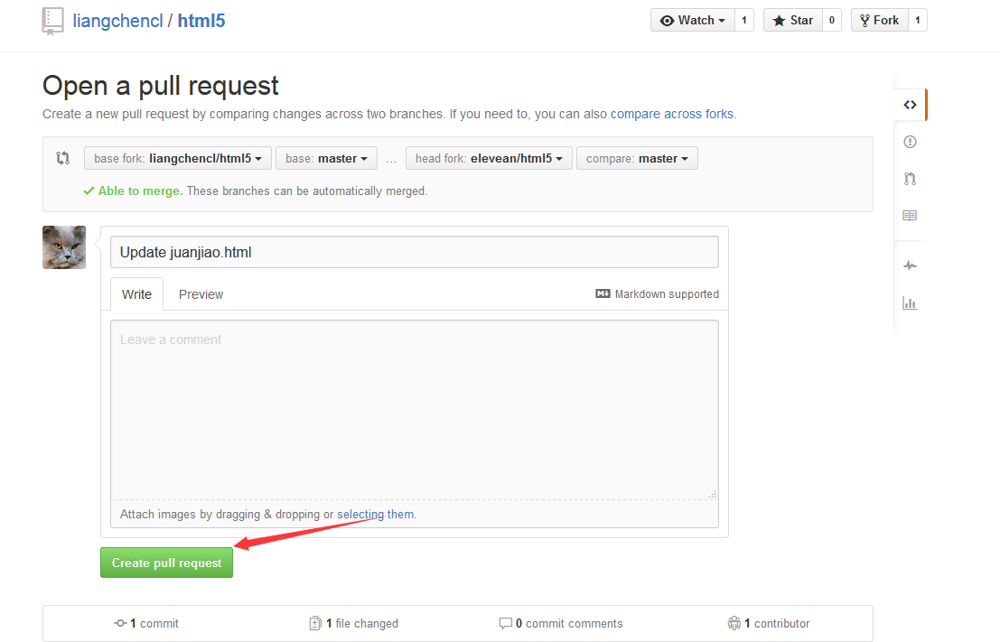 liangchencl / html5
Watch 1 Star 0 Fork 1
Open a pull request
Create a new pull request by comparing changes across two branches. If you need to, you can also compare across forks.
base fork: liangchencl/html5 base: master ... head fork: elevean/html5 compare: master
Able to merge. These branches can be automatically merged.
Update juanjiao.html
Write Preview Markdown supported
Leave a comment
Attach images by dragging & dropping or selecting them.
Create pull request
1 commit 1 file changed 0 commit comments 1 contributor